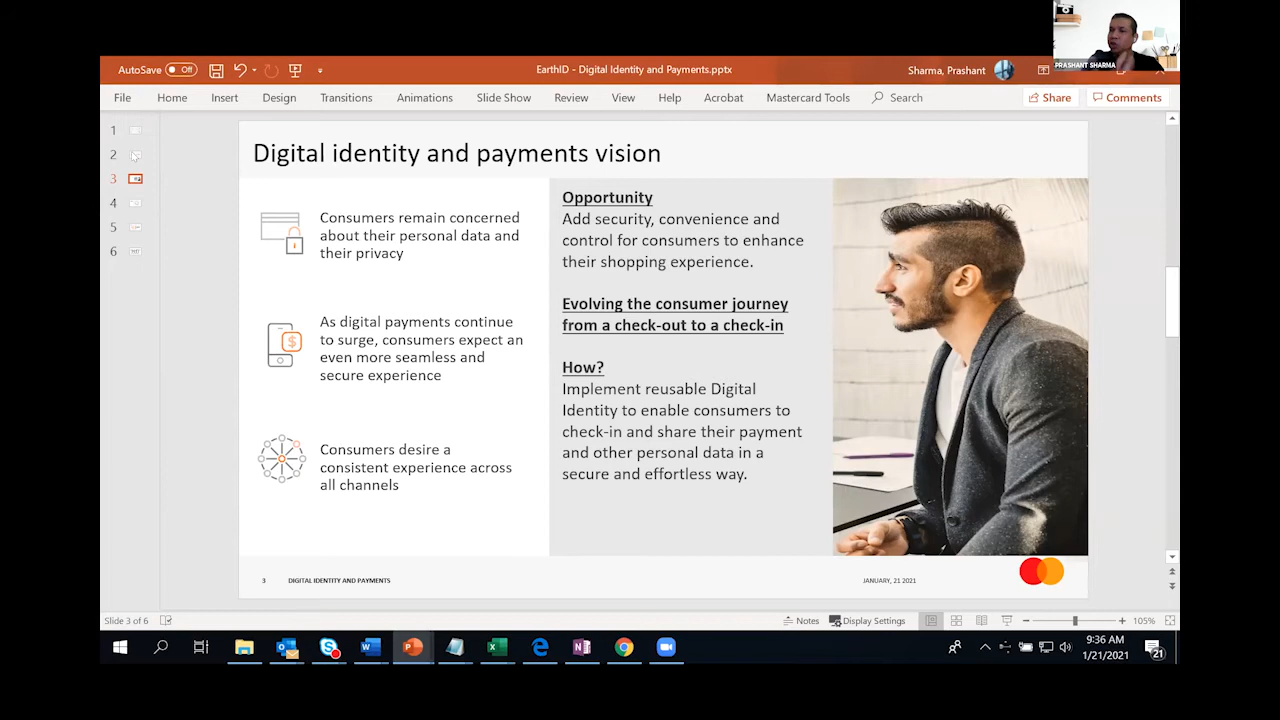 PRASHANT SHARMA
AutoSave Off
EarthID - Digital Identity and Payments.pptx
Sharma, Prashant
File Home Insert Design Transitions Animations Slide Show Review View Help Acrobat Mastercard Tools Search Share Comments
1
2
3
4
5
6
Digital identity and payments vision
Consumers remain concerned
about their personal data and
their privacy
As digital payments continue
to surge, consumers expect an
even more seamless and
secure experience
Consumers desire a
consistent experience across
all channels
Opportunity
Add security, convenience and
control for consumers to enhance
their shopping experience.
Evolving the consumer journey
from a check-out to a check-in
How?
Implement reusable Digital
Identity to enable consumers to
check-in and share their payment
and other personal data in a
secure and effortless way.
3 DIGITAL IDENTITY AND PAYMENTS JANUARY, 21 2021
Slide 3 of 6 Notes Display Settings 105%
9:36 AM
1/21/2021
21